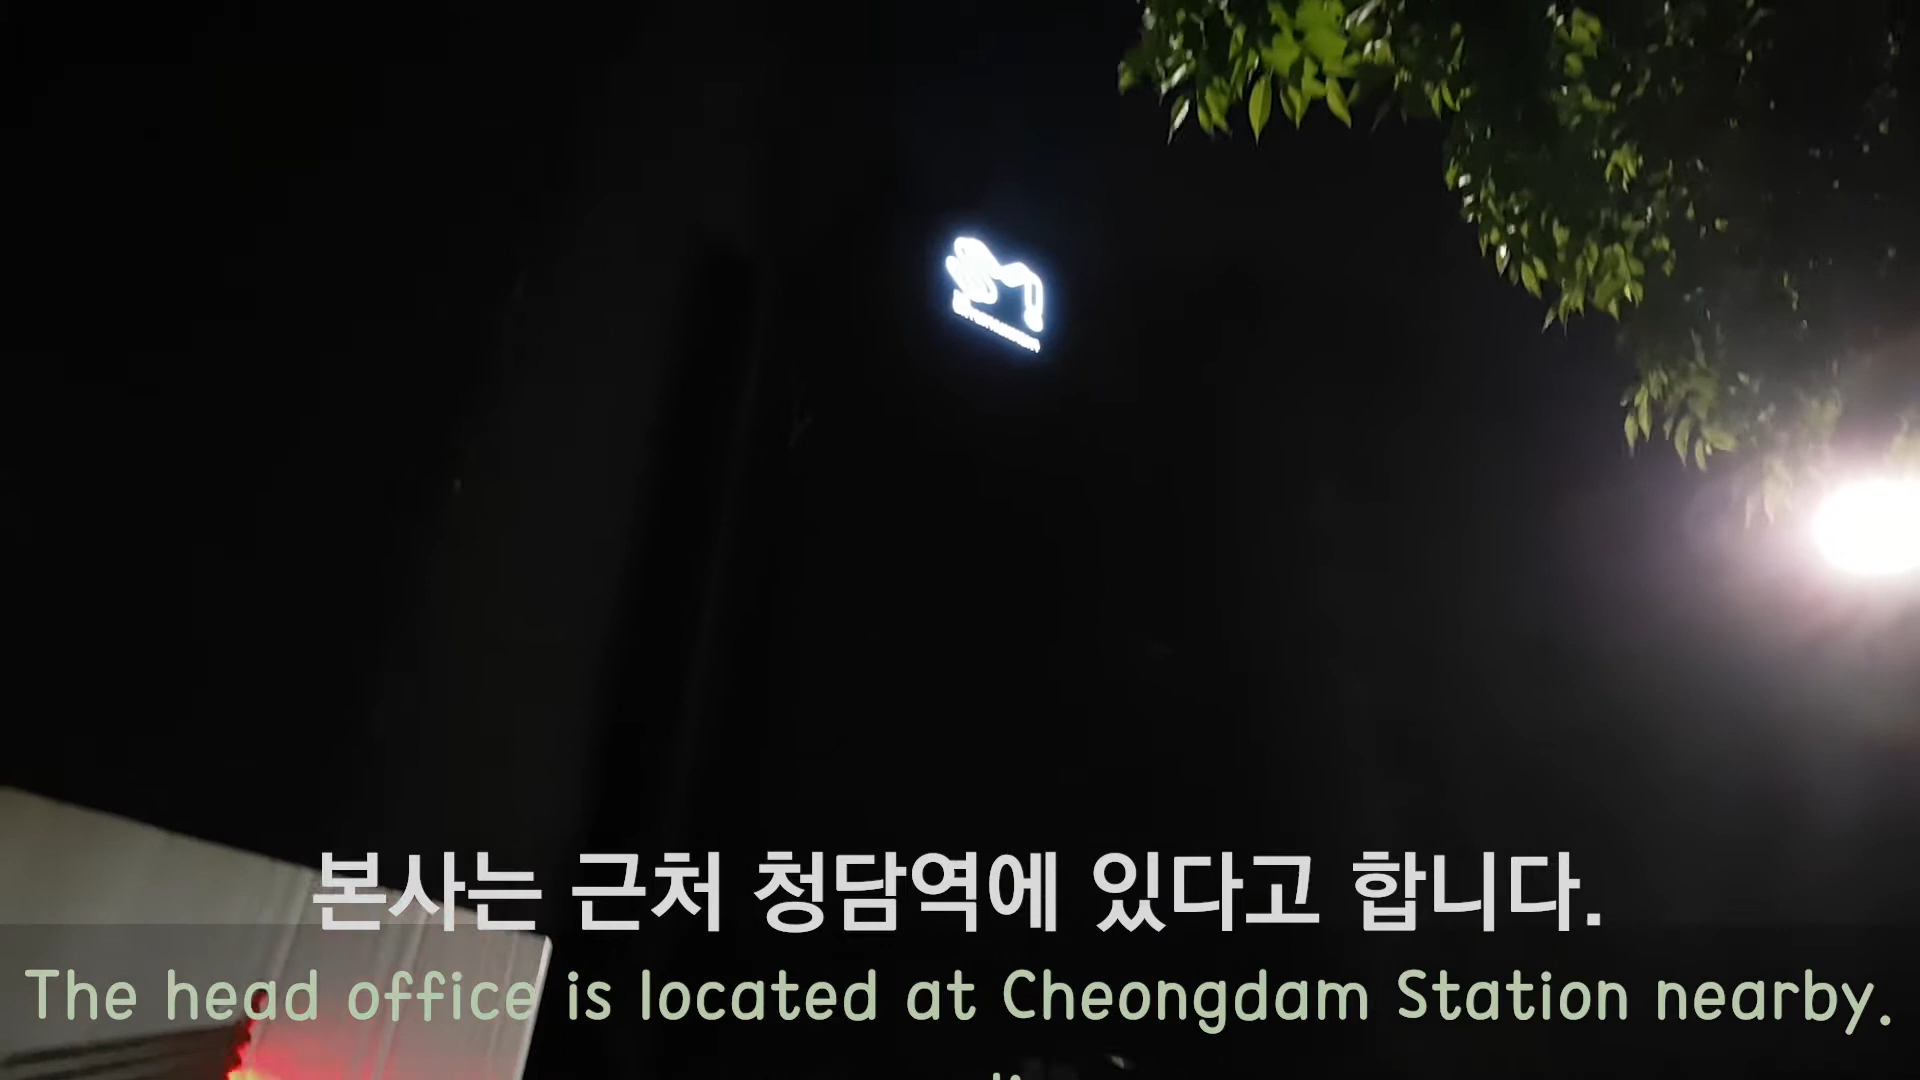 본사는 근처 청담역에 있다고 합니다.
The head office is located at Cheongdam Station nearby.